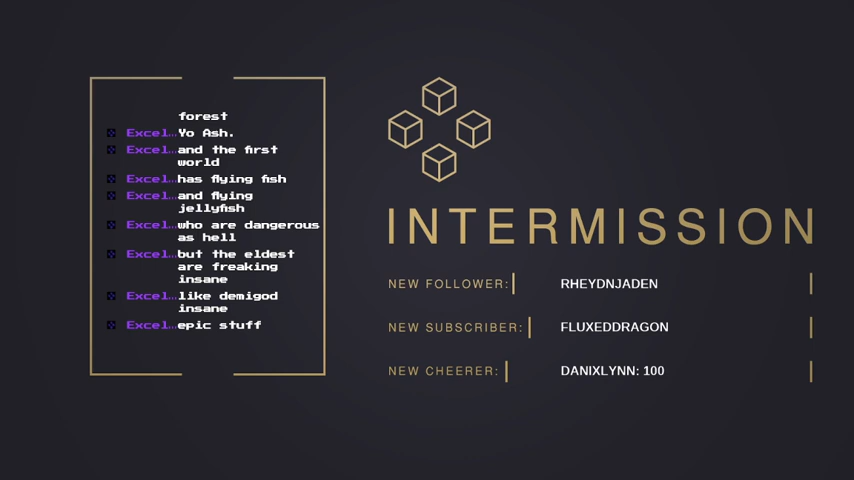 forest
Excel…Yo Ash.
Excel…and the first
world
Excel…has flying fish
Excel…and flying
jellyfish
Excel…who are dangerous
as hell
Excel…but the eldest
are freaking
insane
Excel…like demigod
insane
Excel…epic stuff
INTERMISSION
NEW FOLLOWER: RHEYDNJADEN
NEW SUBSCRIBER: FLUXEDDRAGON
NEW CHEERER: DANIXLYNN: 100